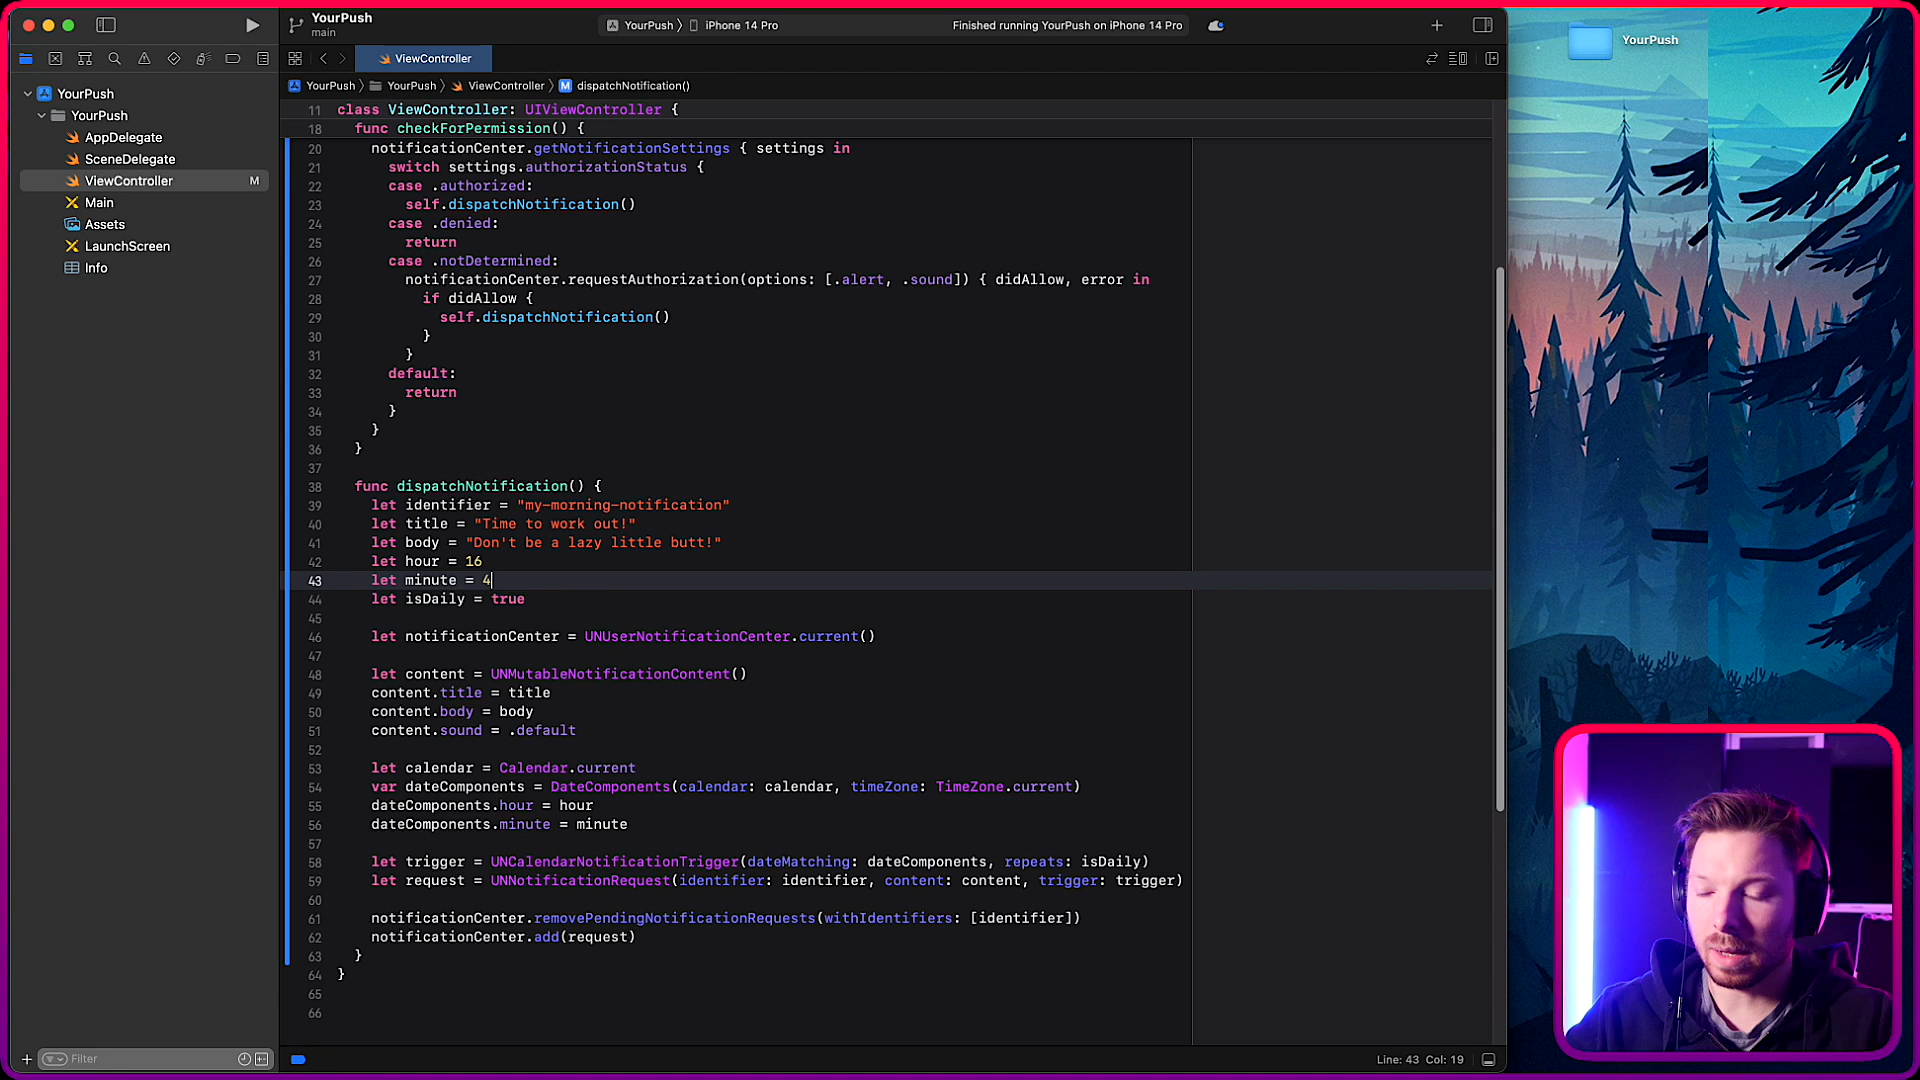 YourPush
main
YourPush
iPhone 14 Pro
Finished running YourPush on iPhone 14 Pro
YourPush
ViewController
YourPush
YourPush
ViewController
dispatchNotification()
YourPush
YourPush
AppDelegate
SceneDelegate
ViewController M
Main
Assets
LaunchScreen
Info
11 class ViewController: UIViewController {
18 func checkForPermission() {
20 notificationCenter.getNotificationSettings { settings in
21 switch settings.authorizationStatus {
22 case .authorized:
23 self.dispatchNotification()
24 case .denied:
25 return
26 case .notDetermined:
27 notificationCenter.requestAuthorization(options: [.alert, .sound]) { didAllow, error in
28 if didAllow {
29 self.dispatchNotification()
30 }
31 }
32 default:
33 return
34 }
35 }
36 }
37
38 func dispatchNotification() {
39 let identifier = "my-morning-notification"
40 let title = "Time to work out!"
41 let body = "Don't be a lazy little butt!"
42 let hour = 16
43 let minute = 4
44 let isDaily = true
45
46 let notificationCenter = UNUserNotificationCenter.current()
47
48 let content = UNMutableNotificationContent()
49 content.title = title
50 content.body = body
51 content.sound = .default
52
53 let calendar = Calendar.current
54 var dateComponents = DateComponents(calendar: calendar, timeZone: TimeZone.current)
55 dateComponents.hour = hour
56 dateComponents.minute = minute
57
58 let trigger = UNCalendarNotificationTrigger(dateMatching: dateComponents, repeats: isDaily)
59 let request = UNNotificationRequest(identifier: identifier, content: content, trigger: trigger)
60
61 notificationCenter.removePendingNotificationRequests(withIdentifiers: [identifier])
62 notificationCenter.add(request)
63 }
64 }
65
66
Filter
Line: 43 Col: 19